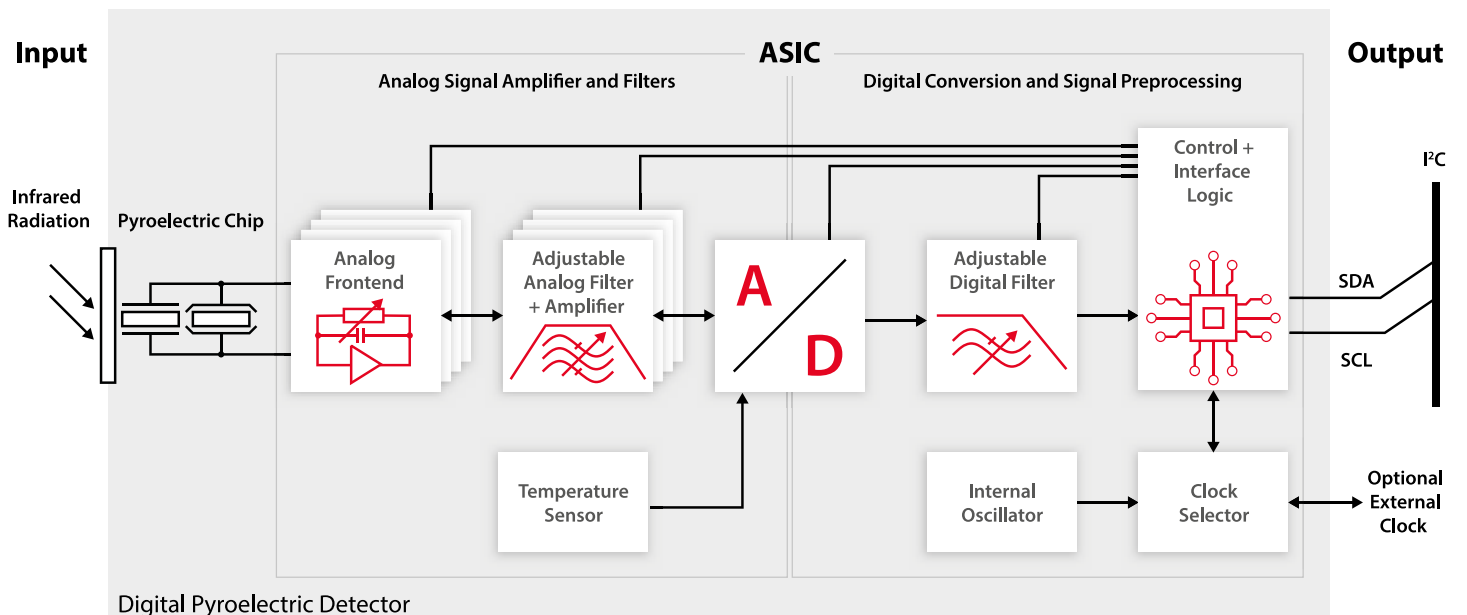 Input
ASIC
Output
Analog Signal Amplifier and Filters
Digital Conversion and Signal Preprocessing
Infrared
Radiation
Pyroelectric Chip
Analog
Frontend
Adjustable
Analog Filter
+ Amplifier
A
D
Adjustable
Digital Filter
Control +
Interface
Logic
I²C
SDA
SCL
Temperature
Sensor
Internal
Oscillator
Clock
Selector
Optional
External
Clock
Digital Pyroelectric Detector